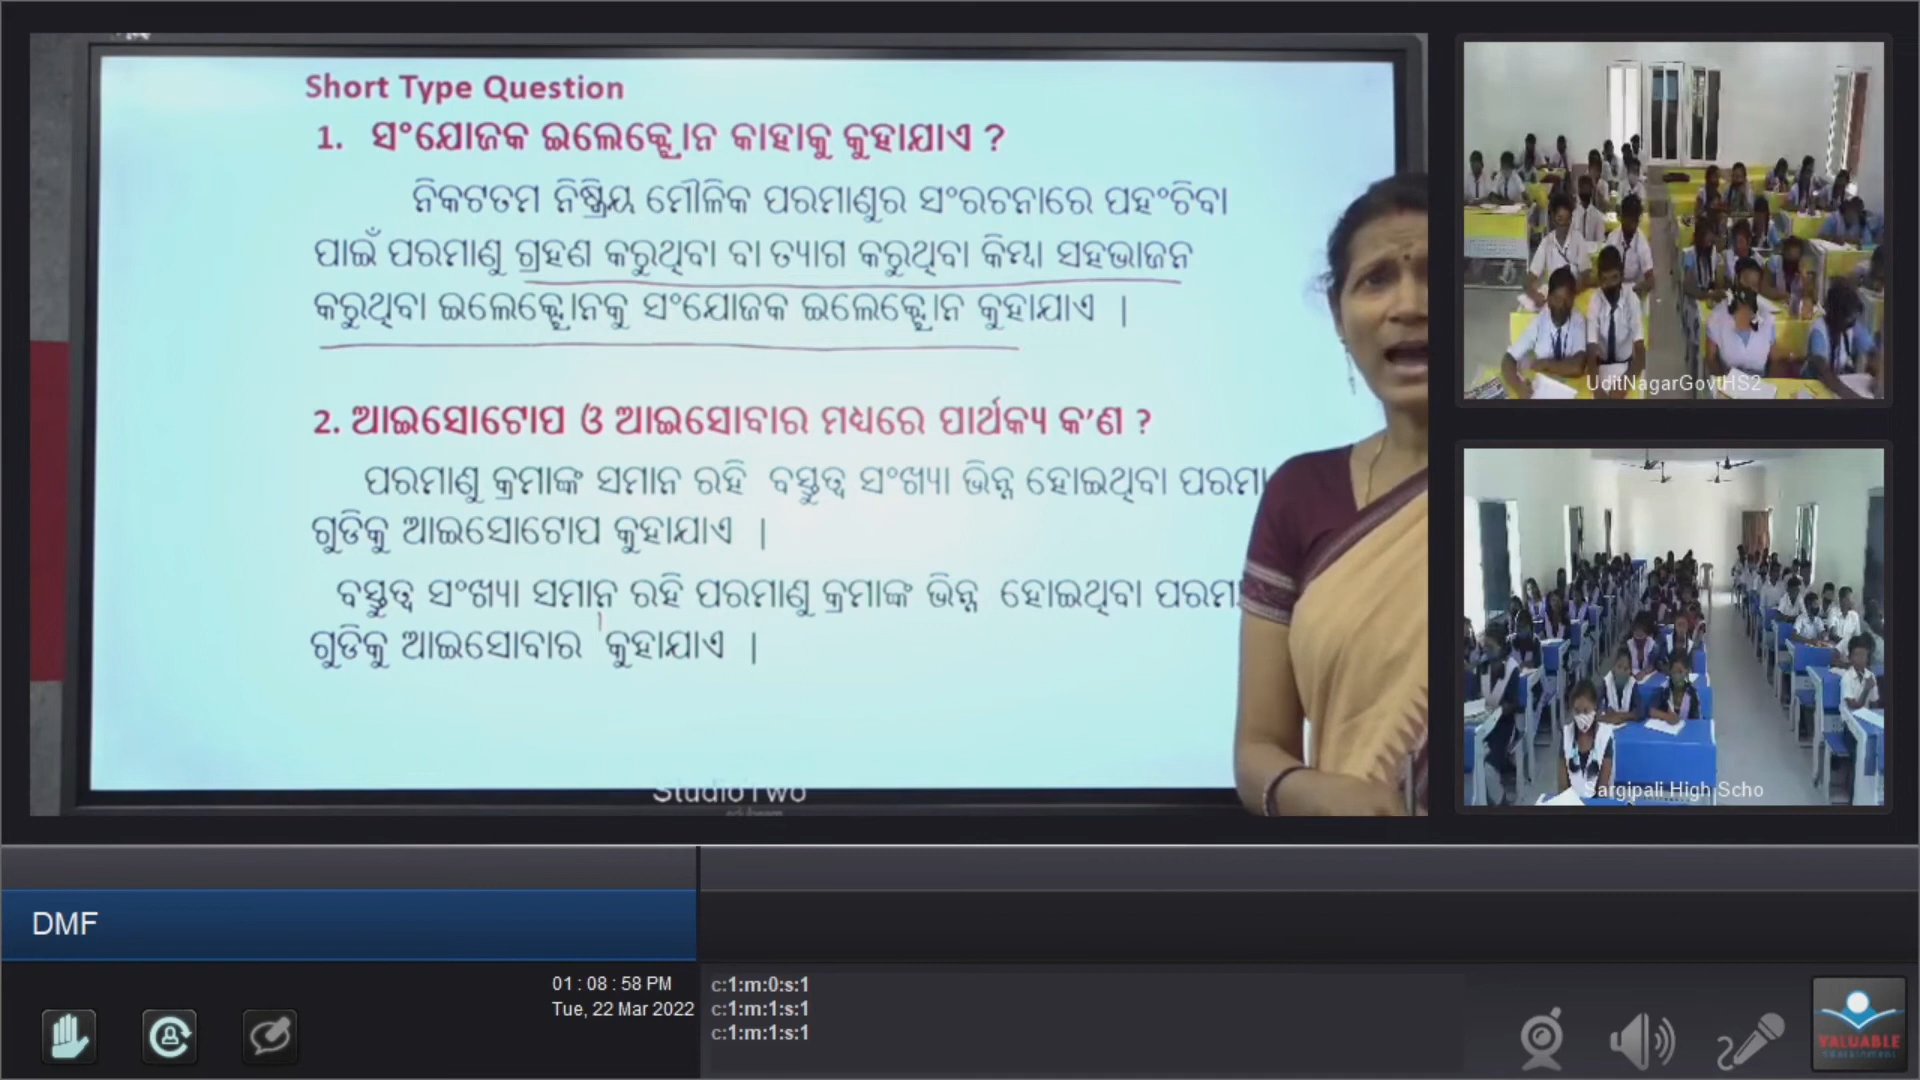 Short Type Question
1. ସଂଯୋଜକ ଇଲେକ୍ଟ୍ରୋନ କାହାକୁ କୁହାଯାଏ ?
ନିକଟତମ ନିଷ୍କ୍ରିୟ ମୌଳିକ ପରମାଣୁର ସଂରଚନାରେ ପହଂଚିବା
ପାଇଁ ପରମାଣୁ ଗ୍ରହଣ କରୁଥିବା ବା ତ୍ୟାଗ କରୁଥିବା କିମ୍ଵା ସହଭାଜନ
କରୁଥିବା ଇଲେକ୍ଟ୍ରୋନକୁ ସଂଯୋଜକ ଇଲେକ୍ଟ୍ରୋନ କୁହାଯାଏ |
2. ଆଇସୋଟୋପ ଓ ଆଇସୋବାର ମଧ୍ୟରେ ପାର୍ଥକ୍ୟ କ'ଣ ?
ପରମାଣୁ କ୍ରମାଙ୍କ ସମାନ ରହି ବସ୍ତୁତ୍ଵ ସଂଖ୍ୟା ଭିନ୍ନ ହୋଇଥିବା ପରମା
ଗୁଡିକୁ ଆଇସୋଟୋପ କୁହାଯାଏ |
ବସ୍ତୁତ୍ଵ ସଂଖ୍ୟା ସମାନ ରହି ପରମାଣୁ କ୍ରମାଙ୍କ ଭିନ୍ନ ହୋଇଥିବା ପରମା
ଗୁଡିକୁ ଆଇସୋବାର କୁହାଯାଏ |
StudioTwo
UditNagarGovtHS2
Sargipali High Scho
DMF
01 : 08 : 58 PM
Tue, 22 Mar 2022
c:1:m:0:s:1
c:1:m:1:s:1
c:1:m:1:s:1
VALUABLE